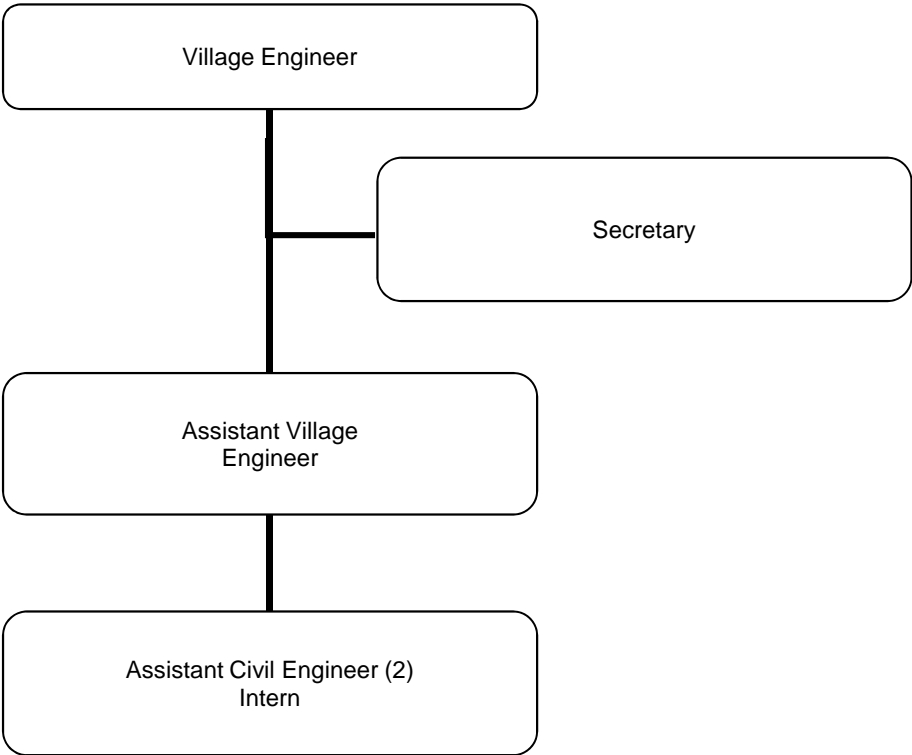 Village Engineer
Secretary
Assistant Village
Engineer
Assistant Civil Engineer (2)
Intern